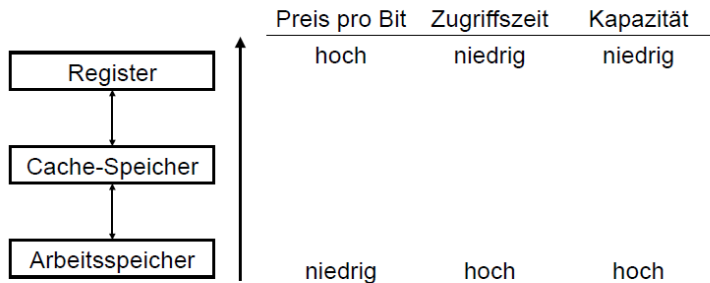 Preis pro Bit Zugriffszeit Kapazität
hoch niedrig niedrig
Register
Cache-Speicher
Arbeitsspeicher
niedrig hoch hoch